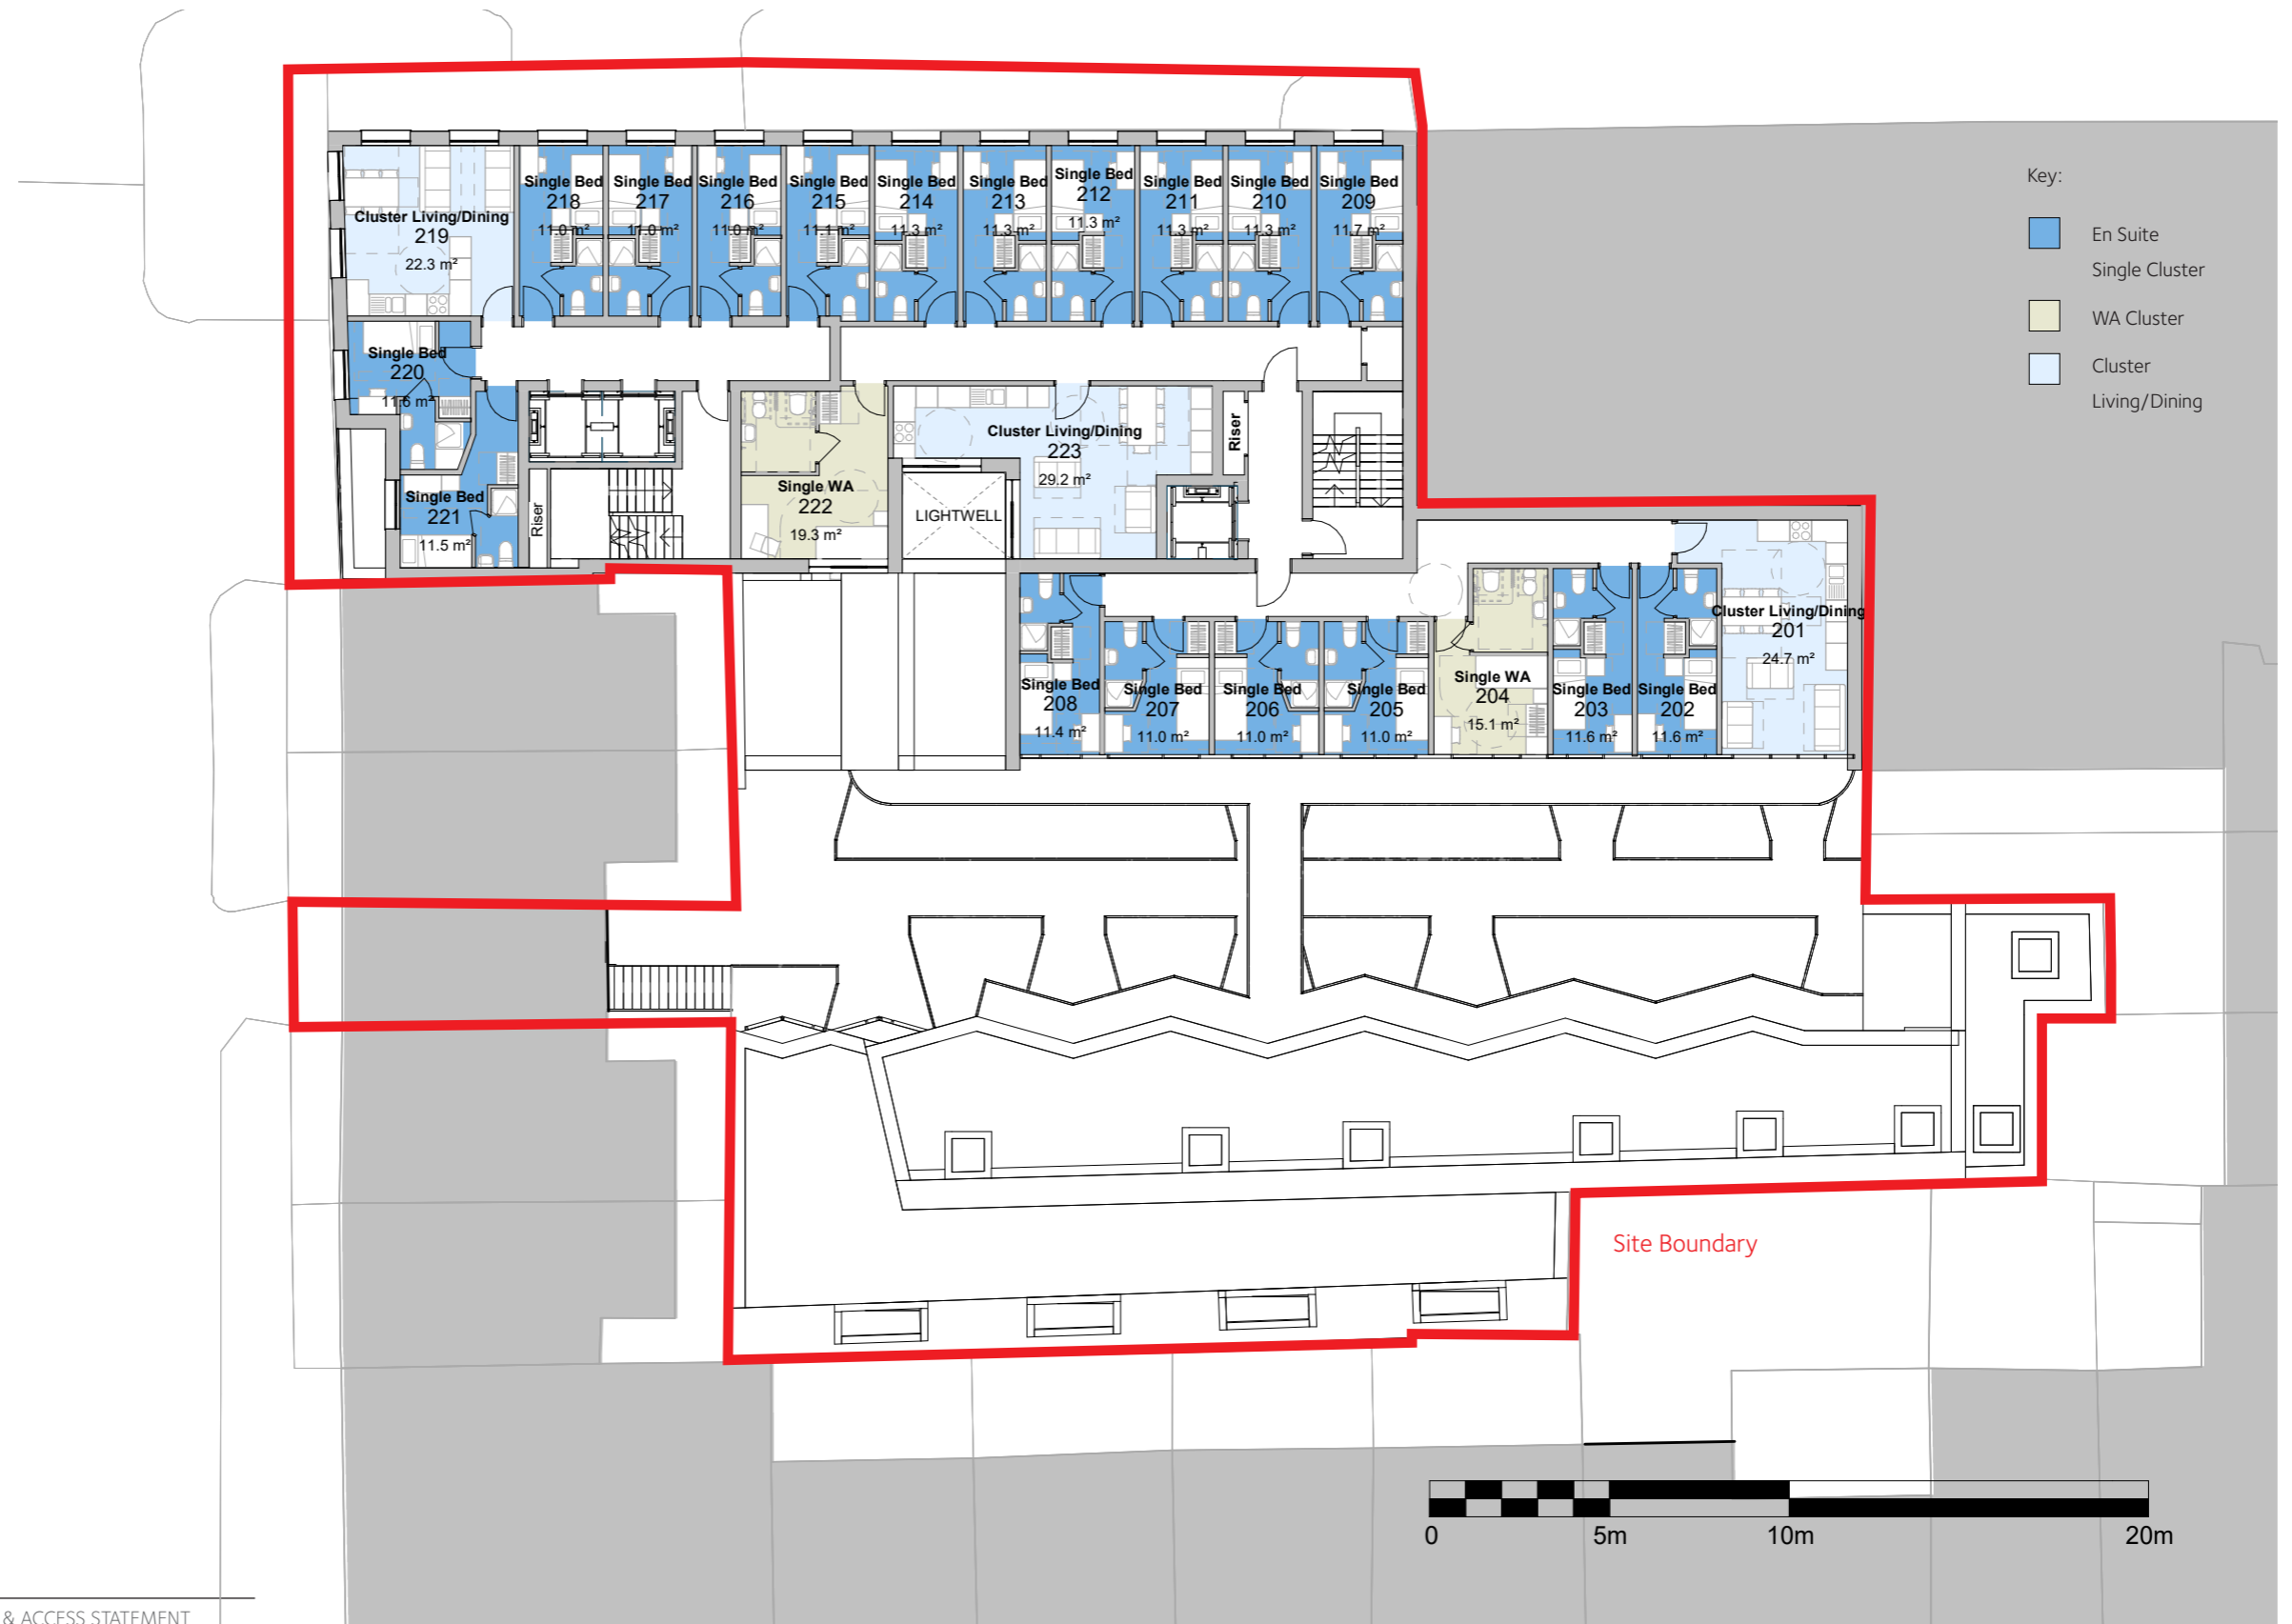 Key:
En Suite
Single Cluster
WA Cluster
Cluster
Living/Dining
Cluster Living/Dining
219
22.3 m²
Single Bed
218
11.0 m²
Single Bed
217
11.0 m²
Single Bed
216
11.0 m²
Single Bed
215
11.1 m²
Single Bed
214
11.3 m²
Single Bed
213
11.3 m²
Single Bed
212
11.3 m²
Single Bed
211
11.3 m²
Single Bed
210
11.3 m²
Single Bed
209
11.7 m²
Single Bed
220
11.6 m²
Single Bed
221
11.5 m²
Riser
Single WA
222
19.3 m²
LIGHTWELL
Cluster Living/Dining
223
29.2 m²
Riser
Single Bed
208
11.4 m²
Single Bed
207
11.0 m²
Single Bed
206
11.0 m²
Single Bed
205
11.0 m²
Single WA
204
15.1 m²
Single Bed
203
11.6 m²
Single Bed
202
11.6 m²
Cluster Living/Dining
201
24.7 m²
Site Boundary
0 5m 10m 20m
& ACCESS STATEMENT